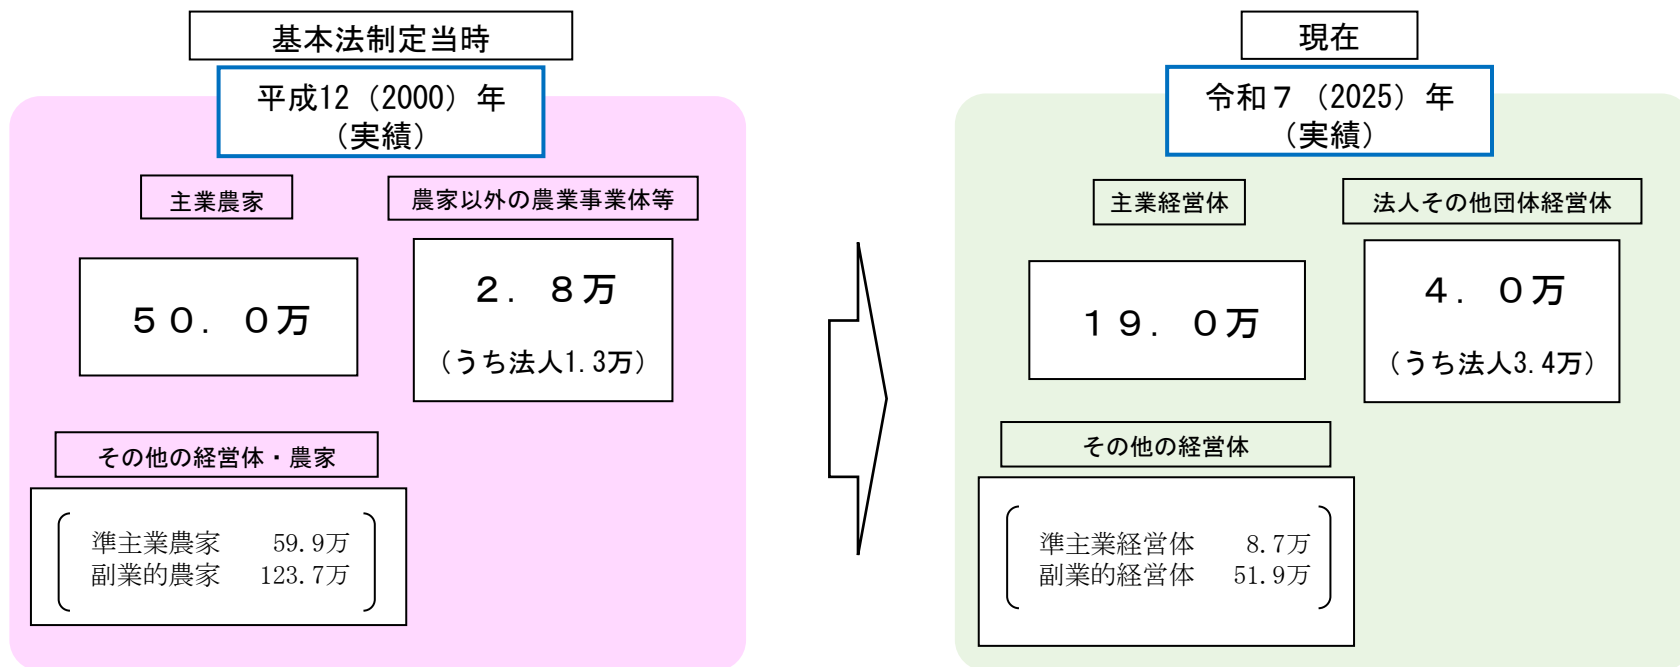 基本法制定当時
平成12（2000）年
（実績）
主業農家
農家以外の農業事業体等
５０．０万
２．８万
（うち法人1.3万）
その他の経営体・農家
準主業農家 59.9万
副業的農家 123.7万
現在
令和７（2025）年
（実績）
主業経営体
法人その他団体経営体
１９．０万
４．０万
（うち法人3.4万）
その他の経営体
準主業経営体 8.7万
副業的経営体 51.9万